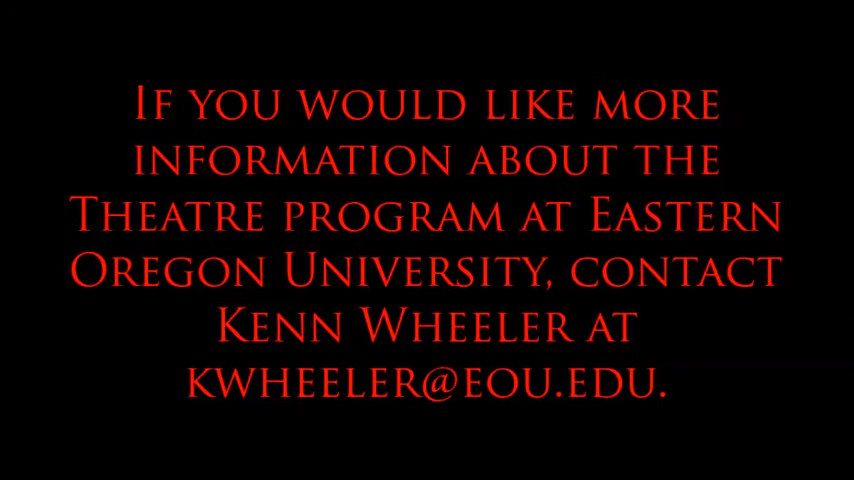 If you would like more
information about the
Theatre program at Eastern
Oregon University, contact
Kenn Wheeler at
kwheeler@eou.edu.